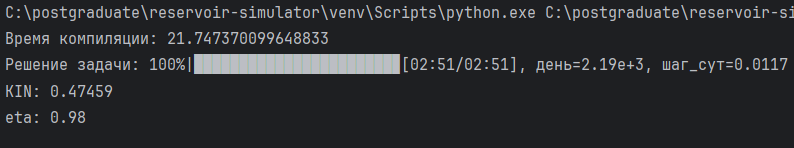 C:\postgraduate\reservoir-simulator\venv\Scripts\python.exe C:\postgraduate\reservoir-si
Время компиляции: 21.747370099648833
Решение задачи: 100%|██████████████████████████|[02:51/02:51], день=2.19e+3, шаг_сут=0.0117
KIN: 0.47459
eta: 0.98